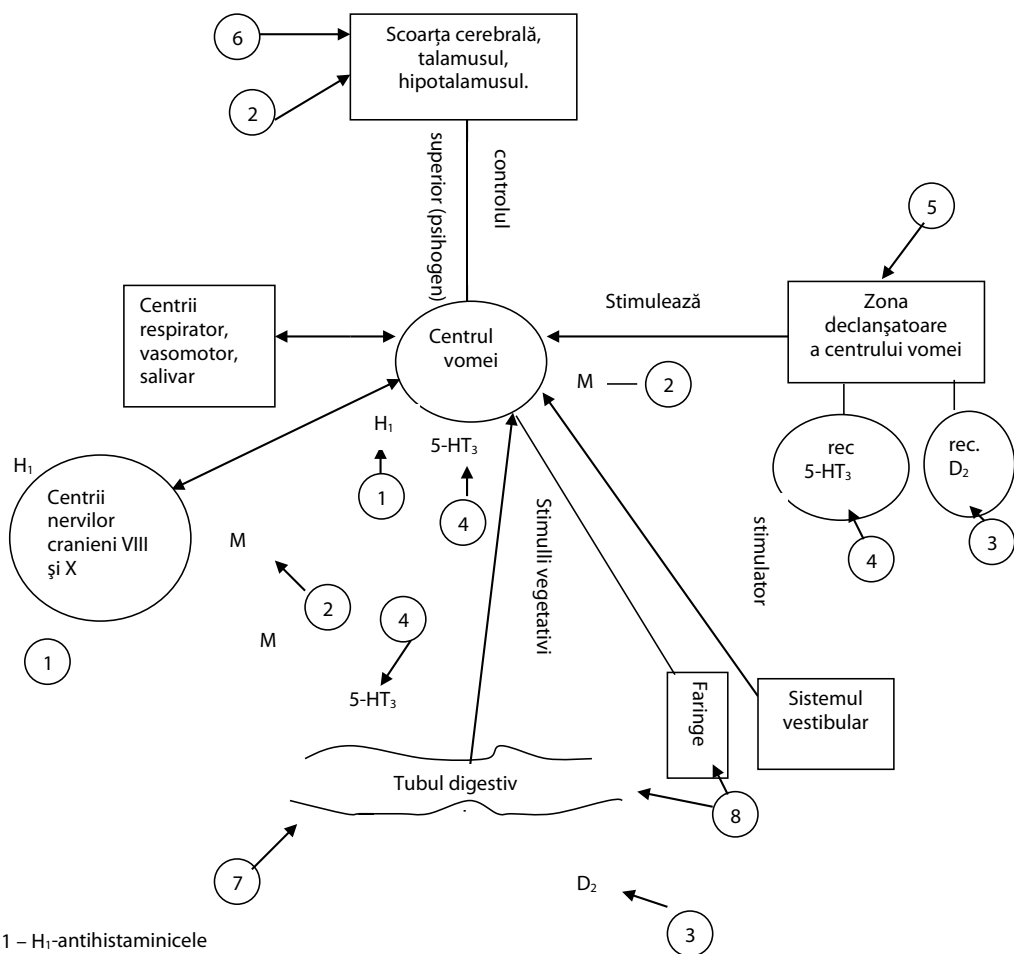 6
Scoarța cerebrală,
talamusul,
hipotalamusul.
2
superior (psihogen)
controlul
5
Centrii
respirator,
vasomotor,
salivar
Centrul
vomei
Stimulează
Zona
declanşatoare
a centrului vomei
M
2
H₁
5-HT₃
rec
5-HT₃
rec.
D₂
H₁
Centrii
nervilor
cranieni VIII
şi X
1
4
Stimulli vegetativi
stimulator
4
3
M
2
4
M
1
5-HT₃
Faringe
Sistemul
vestibular
Tubul digestiv
8
7
D₂
3
1 – H₁-antihistaminicele